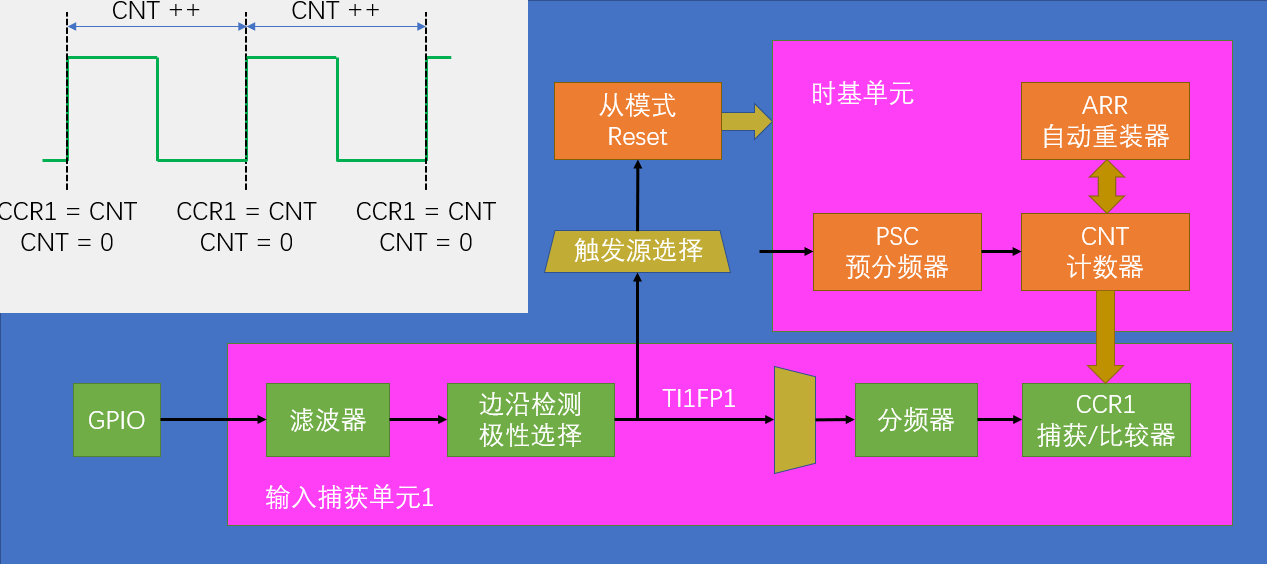 CNT ++
CNT ++
CCR1 = CNT
CNT = 0
CCR1 = CNT
CNT = 0
CCR1 = CNT
CNT = 0
从模式
Reset
触发源选择
时基单元
ARR
自动重装器
PSC
预分频器
CNT
计数器
GPIO
滤波器
边沿检测
极性选择
TI1FP1
分频器
CCR1
捕获/比较器
输入捕获单元1